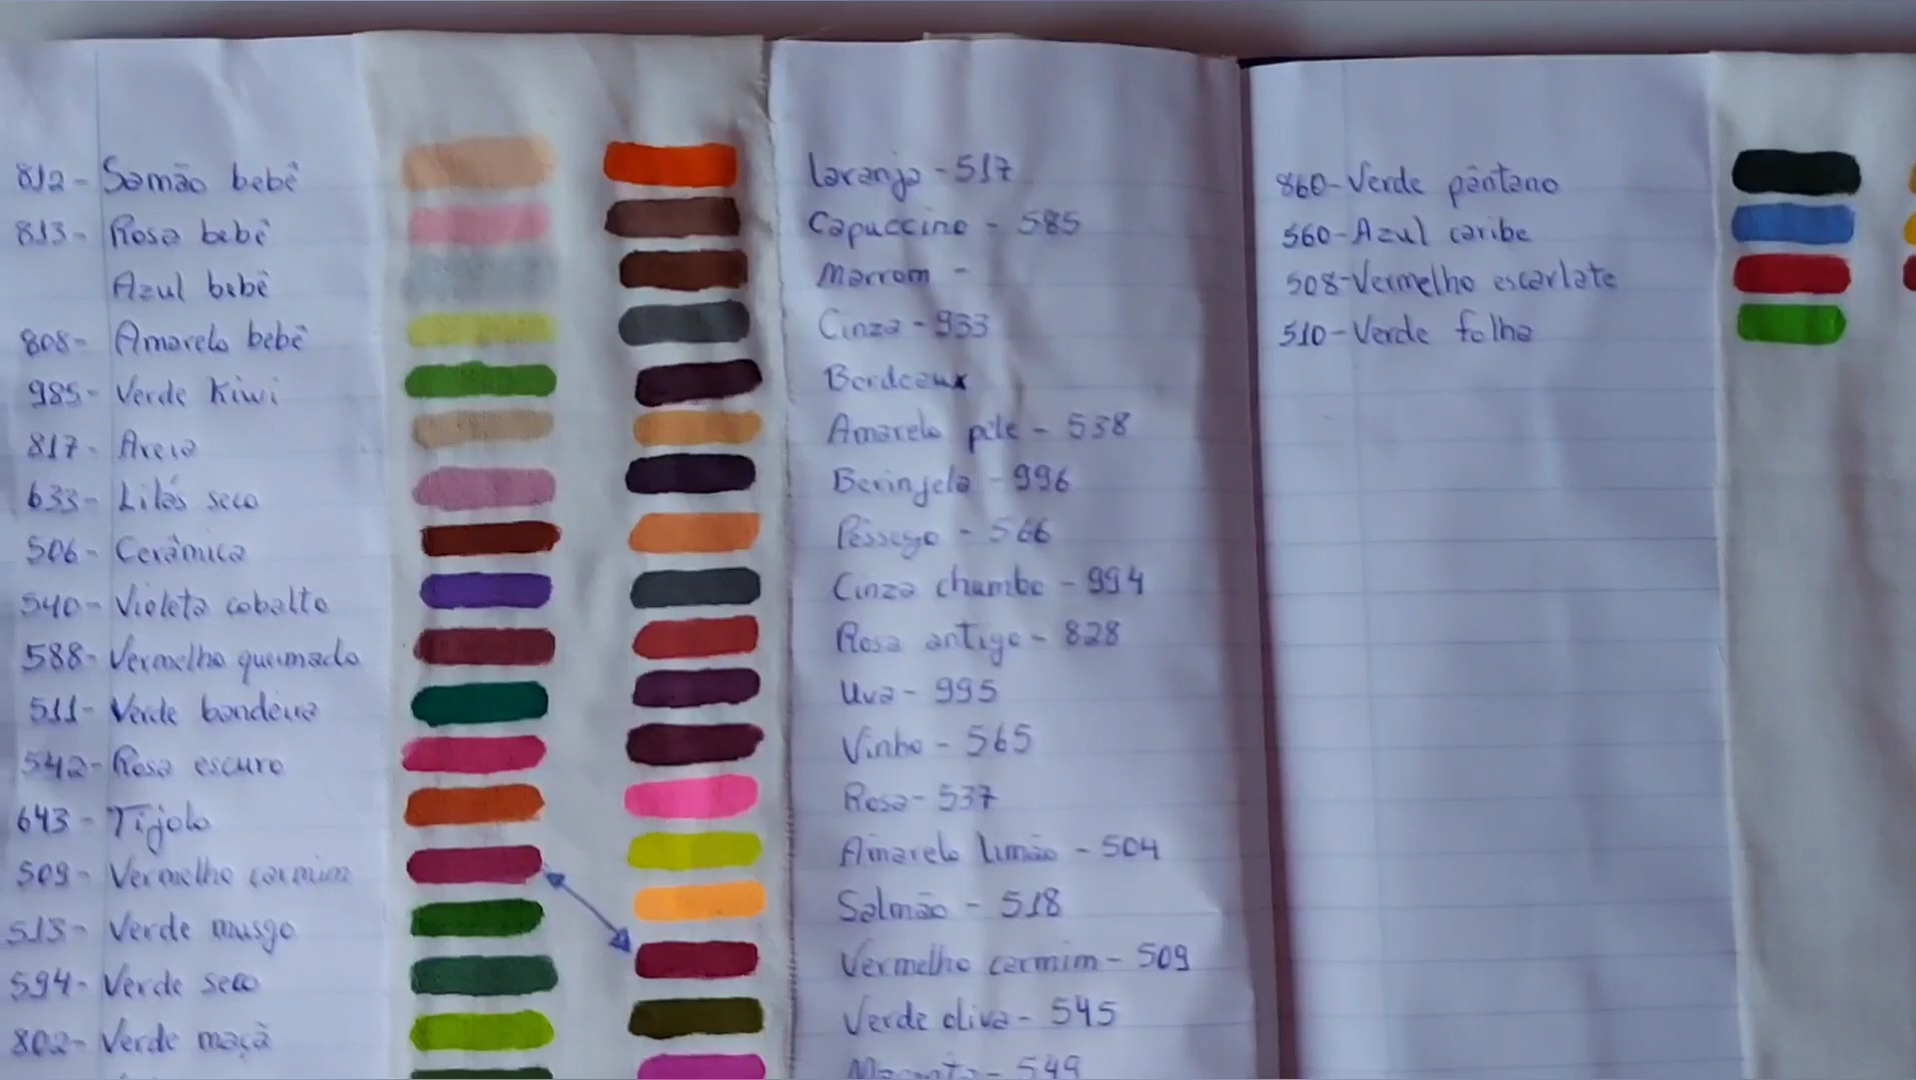 812- Samão bebê
813- Rosa bebê
Azul bebê
808- Amarelo bebê
985- Verde Kiwi
817- Areia
633- Lilás seco
506- Cerâmica
540- Violeta cobalto
588- Vermelho queimado
511- Verde bandeira
542- Rosa escuro
643- Tijolo
509- Vermelho carmim
513- Verde musgo
594- Verde seco
802- Verde maçã
laranja - 517
Capuccino - 585
Marrom -
Cinza - 933
Bordeaux
Amarelo pele - 538
Berinjela - 996
Pêssego - 566
Cinza chumbo - 994
Rosa antigo - 828
Uva - 995
Vinho - 565
Rosa - 537
Amarelo limão - 504
Salmão - 518
Vermelho carmim - 509
Verde oliva - 545
Magenta - 549
860-Verde pântano
560-Azul caribe
508-Vermelho escarlate
510-Verde folha